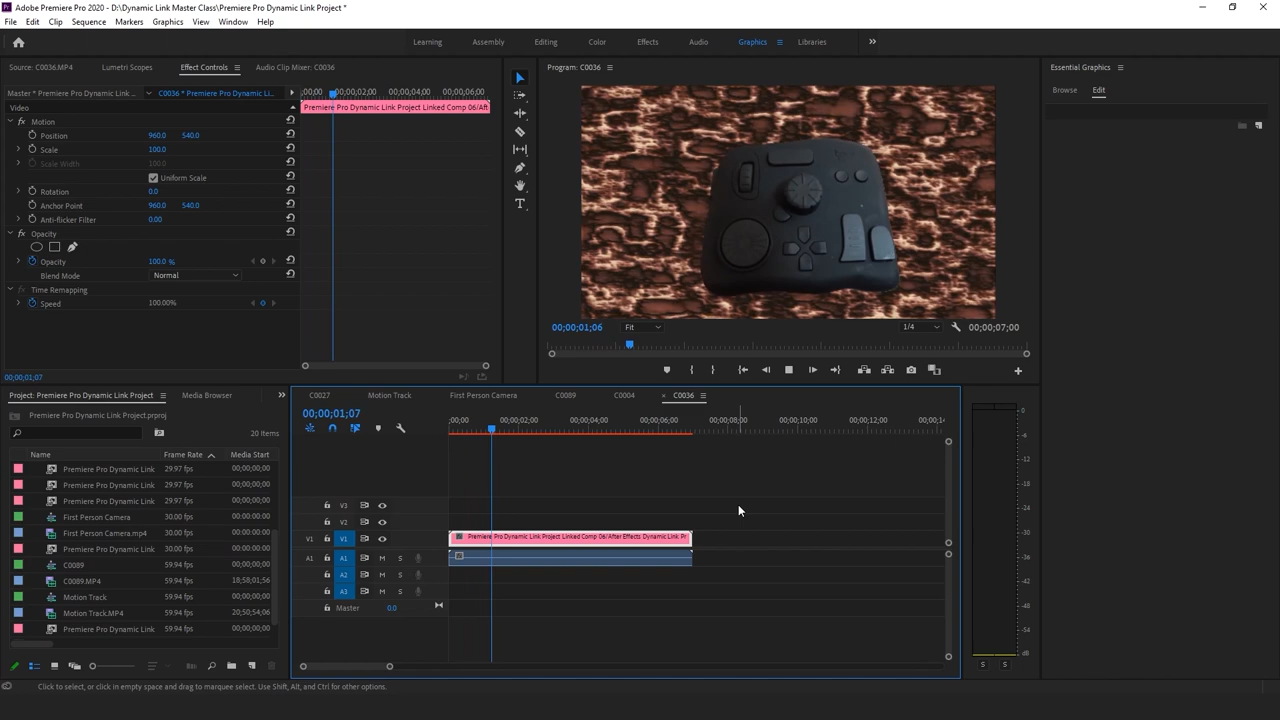 Adobe Premiere Pro 2020 - D:\Dynamic Link Master Class\Premiere Pro Dynamic Link Project *
File Edit Clip Sequence Markers Graphics View Window Help
Learning Assembly Editing Color Effects Audio Graphics Libraries
Source: C0036.MP4 Lumetri Scopes Effect Controls Audio Clip Mixer: C0036
Program: C0036
Essential Graphics
Browse Edit
Master * Premiere Pro Dynamic Link ... C0036 * Premiere Pro Dynamic Li...
;00;00 00;00;02;00 00;00;04;00 00;00;06;00
Video
Premiere Pro Dynamic Link Project Linked Comp 06/Aft
fx Motion
Position 960.0 540.0
Scale 100.0
Scale Width 100.0
Uniform Scale
Rotation 0.0
Anchor Point 960.0 540.0
Anti-flicker Filter 0.00
fx Opacity
Opacity 100.0 %
Blend Mode Normal
Time Remapping
Speed 100.00%
00;00;01;07
00;00;01;06 Fit 1/4 00;00;07;00
Project: Premiere Pro Dynamic Link Project Media Browser
Premiere Pro Dynamic Link Project.prproj
20 Items
Name Frame Rate Media Start
Premiere Pro Dynamic Link 29.97 fps 00;00;00;00
Premiere Pro Dynamic Link 29.97 fps 00;00;00;00
Premiere Pro Dynamic Link 29.97 fps 00;00;00;00
First Person Camera 30.00 fps 00;00;00;00
First Person Camera.mp4 30.00 fps 00;00;00;00
Premiere Pro Dynamic Link 30.00 fps 00;00;00;00
C0089 59.94 fps 00;00;00;00
C0089.MP4 59.94 fps 18;58;01;56
Motion Track 59.94 fps 00;00;00;00
Motion Track.MP4 59.94 fps 20;50;54;06
Premiere Pro Dynamic Link 59.94 fps 00;00;00;00
C0027 Motion Track First Person Camera C0089 C0004 × C0036
00;00;01;07
;00;00 00;00;02;00 00;00;04;00 00;00;06;00 00;00;08;00 00;00;10;00 00;00;12;00 00;00;14
V3
V2
V1 V1
Premiere Pro Dynamic Link Project Linked Comp 06/After Effects Dynamic Link Pr
A1 A1 M S
A2 M S
A3 M S
Master 0.0
0
-6
-12
-18
-24
-30
-36
-42
-48
-54
dB
S S
Click to select, or click in empty space and drag to marquee select. Use Shift, Alt, and Ctrl for other options.